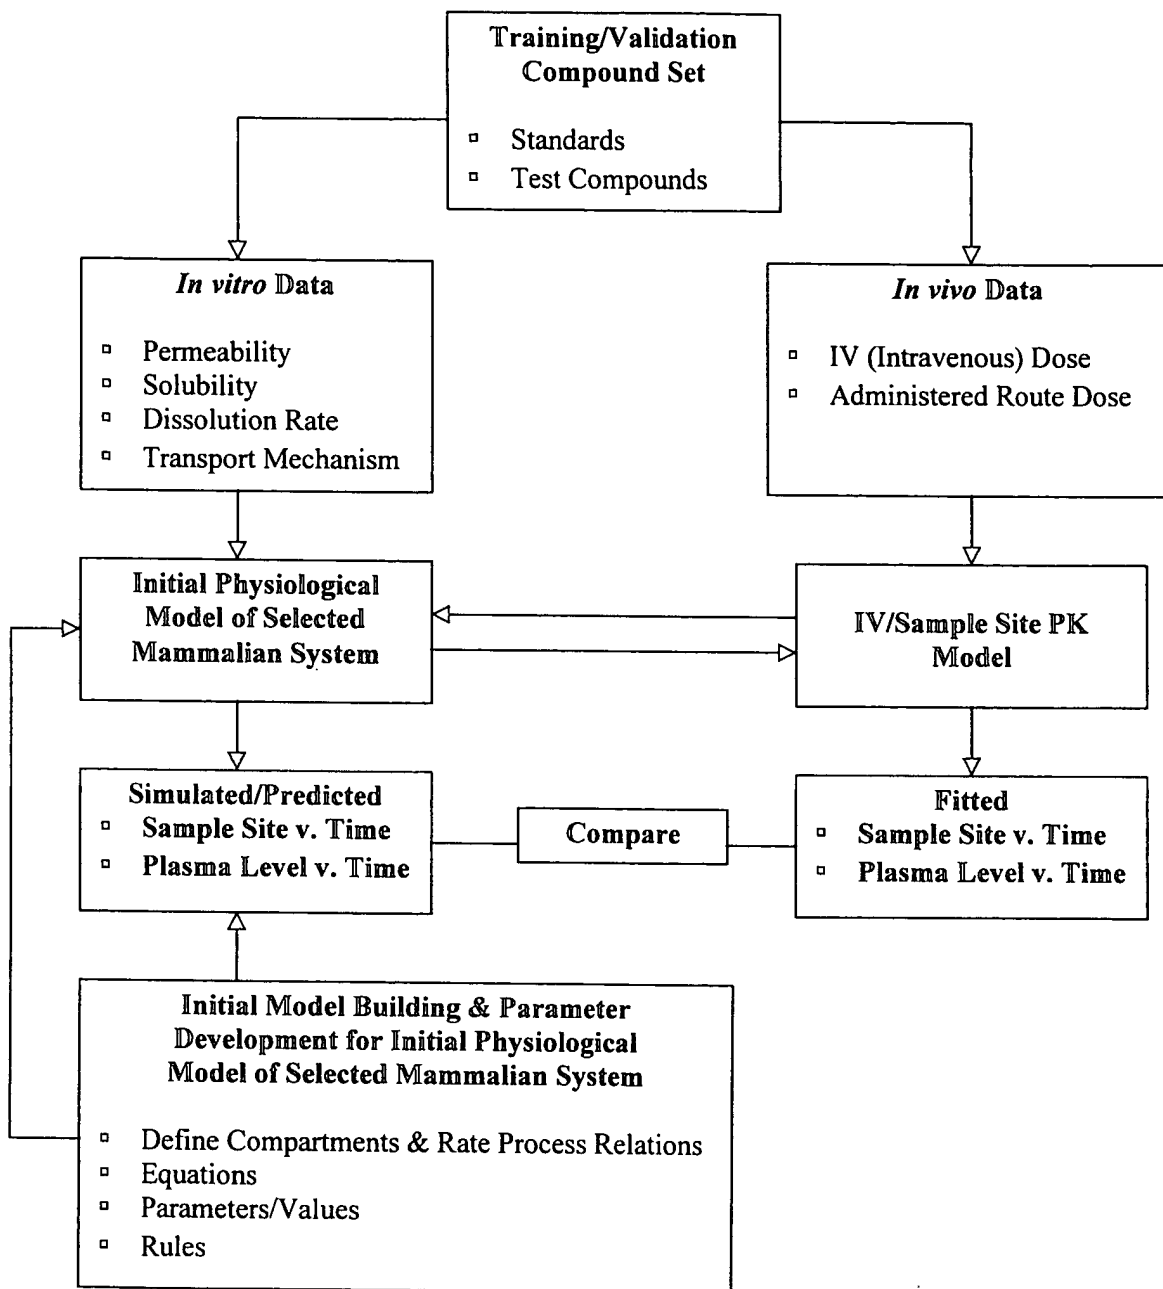 Training/Validation
Compound Set
Standards
Test Compounds
In vitro Data
Permeability
Solubility
Dissolution Rate
Transport Mechanism
In vivo Data
IV (Intravenous) Dose
Administered Route Dose
Initial Physiological
Model of Selected
Mammalian System
IV/Sample Site PK
Model
Simulated/Predicted
Sample Site v. Time
Plasma Level v. Time
Compare
Fitted
Sample Site v. Time
Plasma Level v. Time
Initial Model Building & Parameter
Development for Initial Physiological
Model of Selected Mammalian System
Define Compartments & Rate Process Relations
Equations
Parameters/Values
Rules